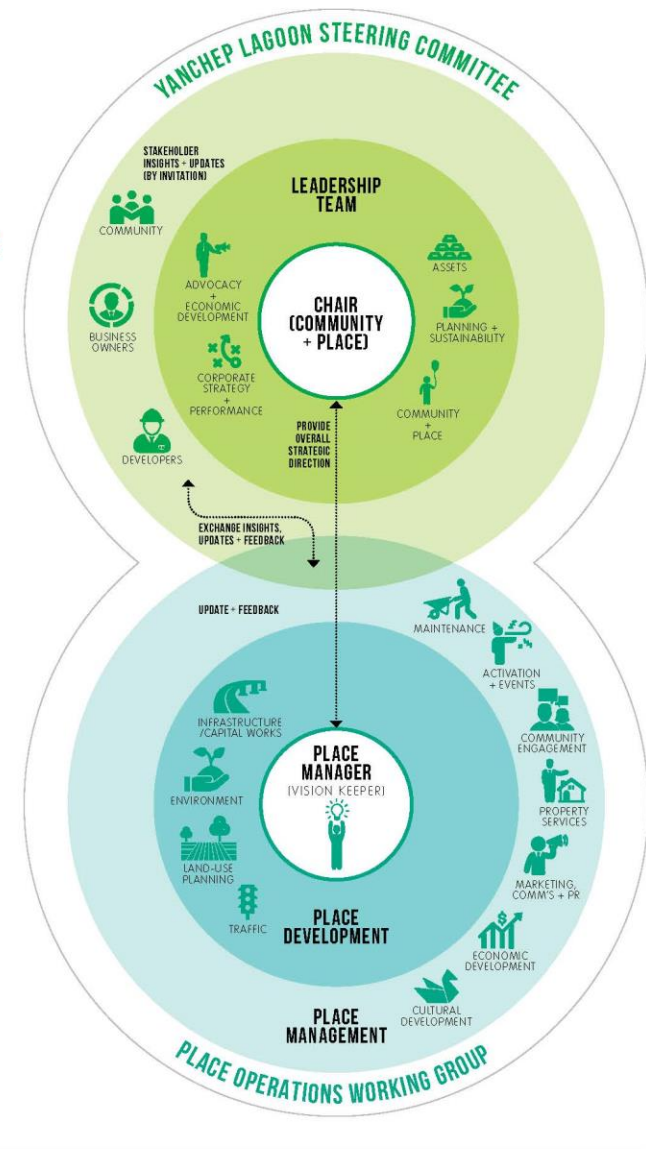 YANCHEP LAGOON STEERING COMMITTEE
STAKEHOLDER
INSIGHTS + UPDATES
(BY INVITATION)
COMMUNITY
BUSINESS
OWNERS
DEVELOPERS
LEADERSHIP
TEAM
ADVOCACY
+
ECONOMIC
DEVELOPMENT
CORPORATE
STRATEGY
+
PERFORMANCE
CHAIR
(COMMUNITY
+ PLACE)
ASSETS
PLANNING +
SUSTAINABILITY
COMMUNITY
+
PLACE
PROVIDE
OVERALL
STRATEGIC
DIRECTION
EXCHANGE INSIGHTS,
UPDATES + FEEDBACK
UPDATE + FEEDBACK
MAINTENANCE
ACTIVATION
+ EVENTS
COMMUNITY
ENGAGEMENT
PROPERTY
SERVICES
MARKETING,
COMM'S + PR
ECONOMIC
DEVELOPMENT
CULTURAL
DEVELOPMENT
INFRASTRUCTURE
/CAPITAL WORKS
ENVIRONMENT
LAND-USE
PLANNING
TRAFFIC
PLACE
MANAGER
(VISION KEEPER)
PLACE
DEVELOPMENT
PLACE
MANAGEMENT
PLACE OPERATIONS WORKING GROUP